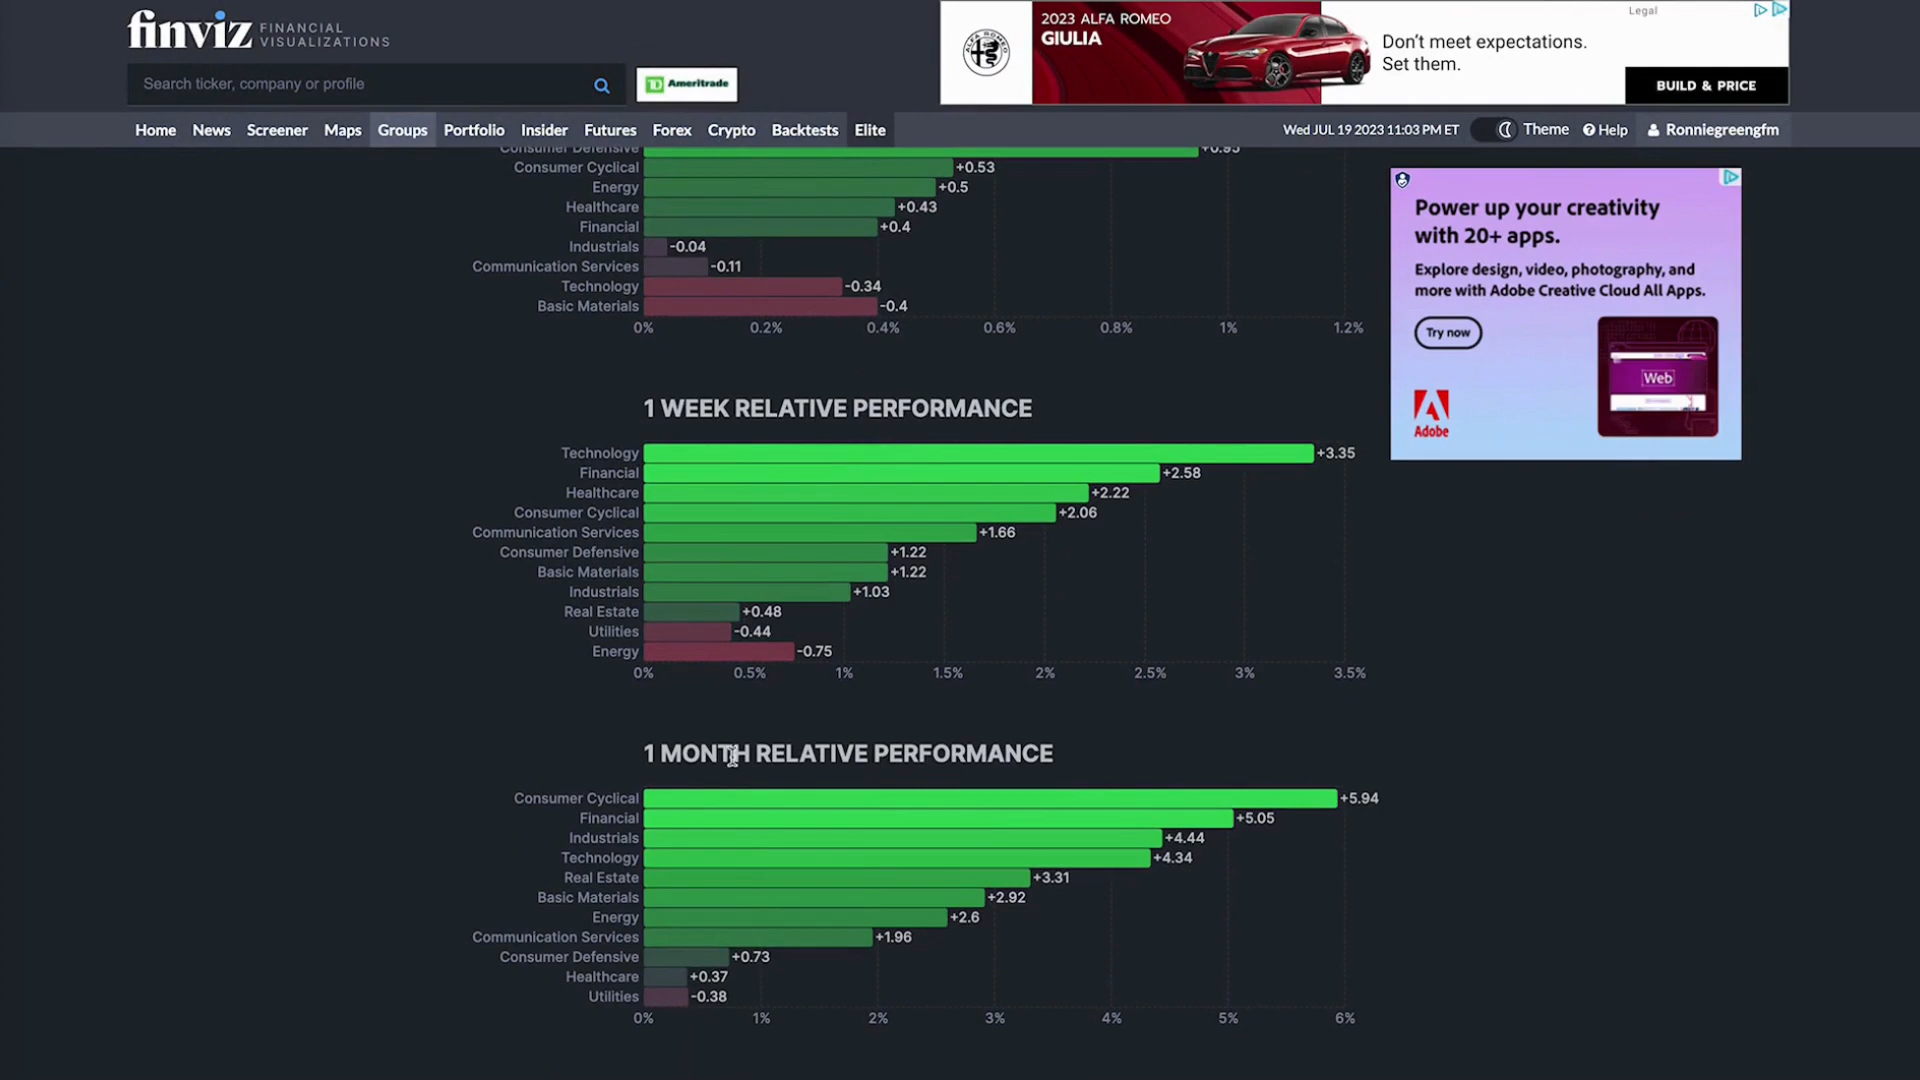 finviz FINANCIAL
VISUALIZATIONS
2023 ALFA ROMEO
GIULIA
Don't meet expectations.
Set them.
Legal
BUILD & PRICE
Search ticker, company or profile
TD Ameritrade
Home News Screener Maps Groups Portfolio Insider Futures Forex Crypto Backtests Elite
Wed JUL 19 2023 11:03 PM ET Theme Help Ronniegreenfm
Consumer Defensive +0.95
Consumer Cyclical +0.53
Energy +0.5
Healthcare +0.43
Financial +0.4
Industrials -0.04
Communication Services -0.11
Technology -0.34
Basic Materials -0.4
0% 0.2% 0.4% 0.6% 0.8% 1% 1.2%
Power up your creativity
with 20+ apps.
Explore design, video, photography, and
more with Adobe Creative Cloud All Apps.
Try now
Web
Adobe
1 WEEK RELATIVE PERFORMANCE
Technology +3.35
Financial +2.58
Healthcare +2.22
Consumer Cyclical +2.06
Communication Services +1.66
Consumer Defensive +1.22
Basic Materials +1.22
Industrials +1.03
Real Estate +0.48
Utilities -0.44
Energy -0.75
0% 0.5% 1% 1.5% 2% 2.5% 3% 3.5%
1 MONTH RELATIVE PERFORMANCE
Consumer Cyclical +5.94
Financial +5.05
Industrials +4.44
Technology +4.34
Real Estate +3.31
Basic Materials +2.92
Energy +2.6
Communication Services +1.96
Consumer Defensive +0.73
Healthcare +0.37
Utilities -0.38
0% 1% 2% 3% 4% 5% 6%